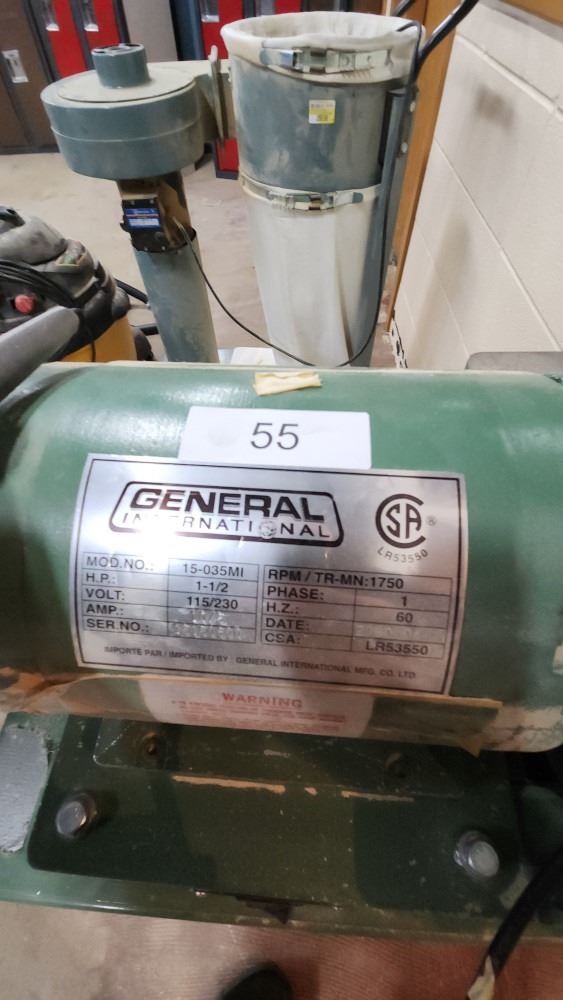 55
GENERAL
INTERNATIONAL
CSA
®
LR53550
MOD.NO.: 15-035MI
H.P.: 1-1/2
VOLT: 115/230
AMP.:
SER.NO.:
RPM / TR-MN: 1750
PHASE: 1
H.Z.: 60
DATE:
CSA: LR53550
IMPORTE PAR / IMPORTED BY : GENERAL INTERNATIONAL MFG. CO. LTD
WARNING